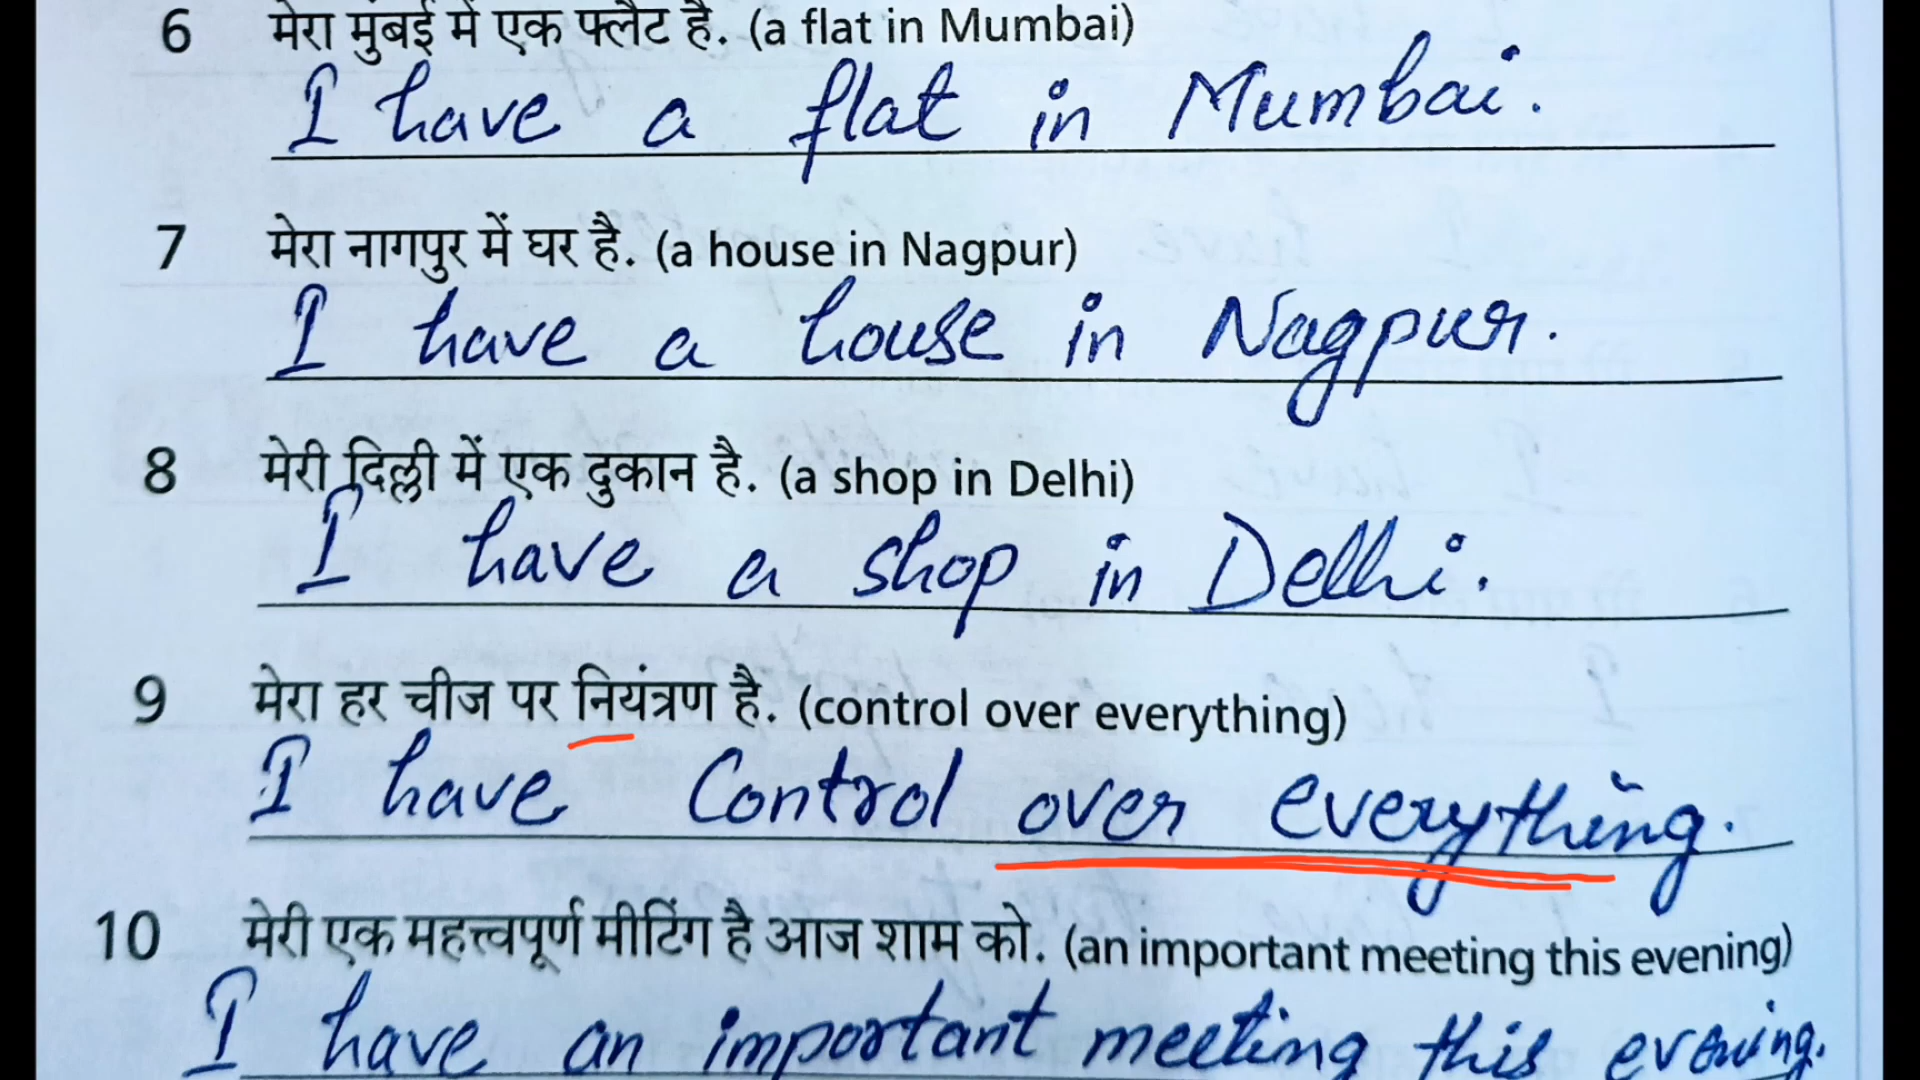 6 मेरा मुंबई में एक फ्लैट है. (a flat in Mumbai)
I have a flat in Mumbai.
7 मेरा नागपुर में घर है. (a house in Nagpur)
I have a house in Nagpur.
8 मेरी दिल्ली में एक दुकान है. (a shop in Delhi)
I have a shop in Delhi.
9 मेरा हर चीज पर नियंत्रण है. (control over everything)
I have Control over everything.
10 मेरी एक महत्त्वपूर्ण मीटिंग है आज शाम को. (an important meeting this evening)
I have an important meeting this evening.